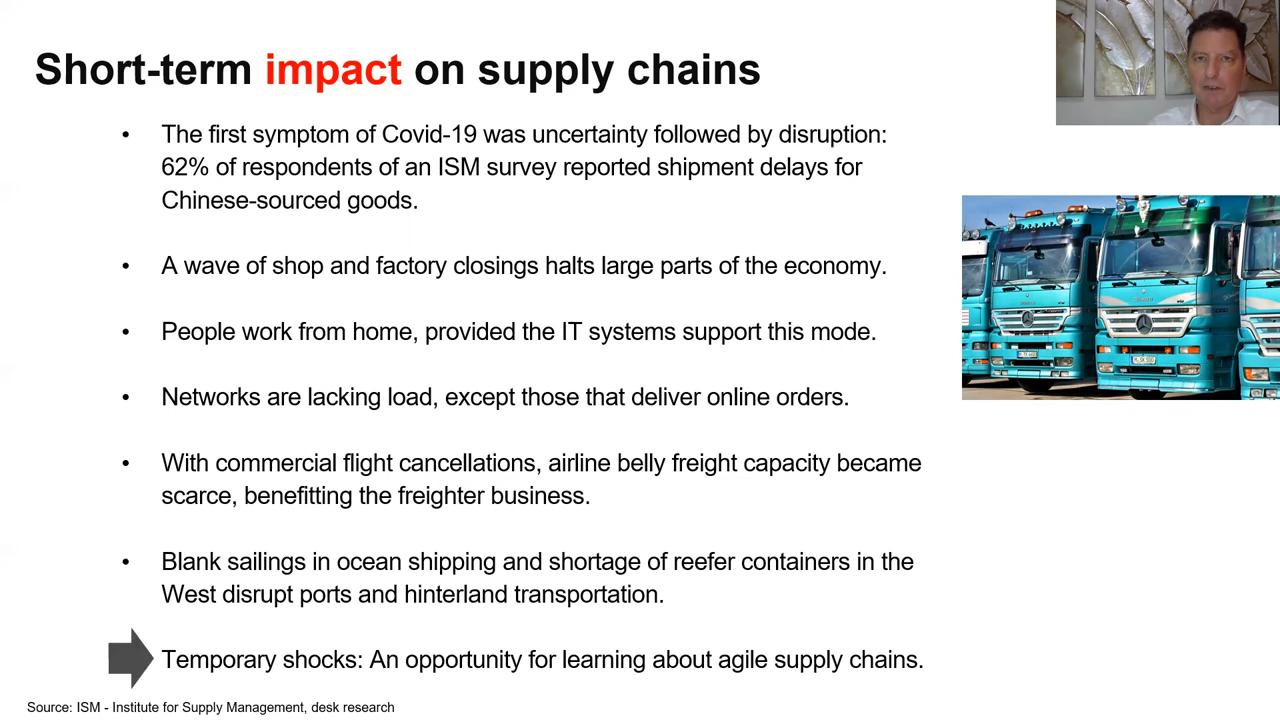 Short-term impact on supply chains
• The first symptom of Covid-19 was uncertainty followed by disruption:
62% of respondents of an ISM survey reported shipment delays for
Chinese-sourced goods.
• A wave of shop and factory closings halts large parts of the economy.
• People work from home, provided the IT systems support this mode.
• Networks are lacking load, except those that deliver online orders.
• With commercial flight cancellations, airline belly freight capacity became
scarce, benefitting the freighter business.
• Blank sailings in ocean shipping and shortage of reefer containers in the
West disrupt ports and hinterland transportation.
Temporary shocks: An opportunity for learning about agile supply chains.
Source: ISM - Institute for Supply Management, desk research